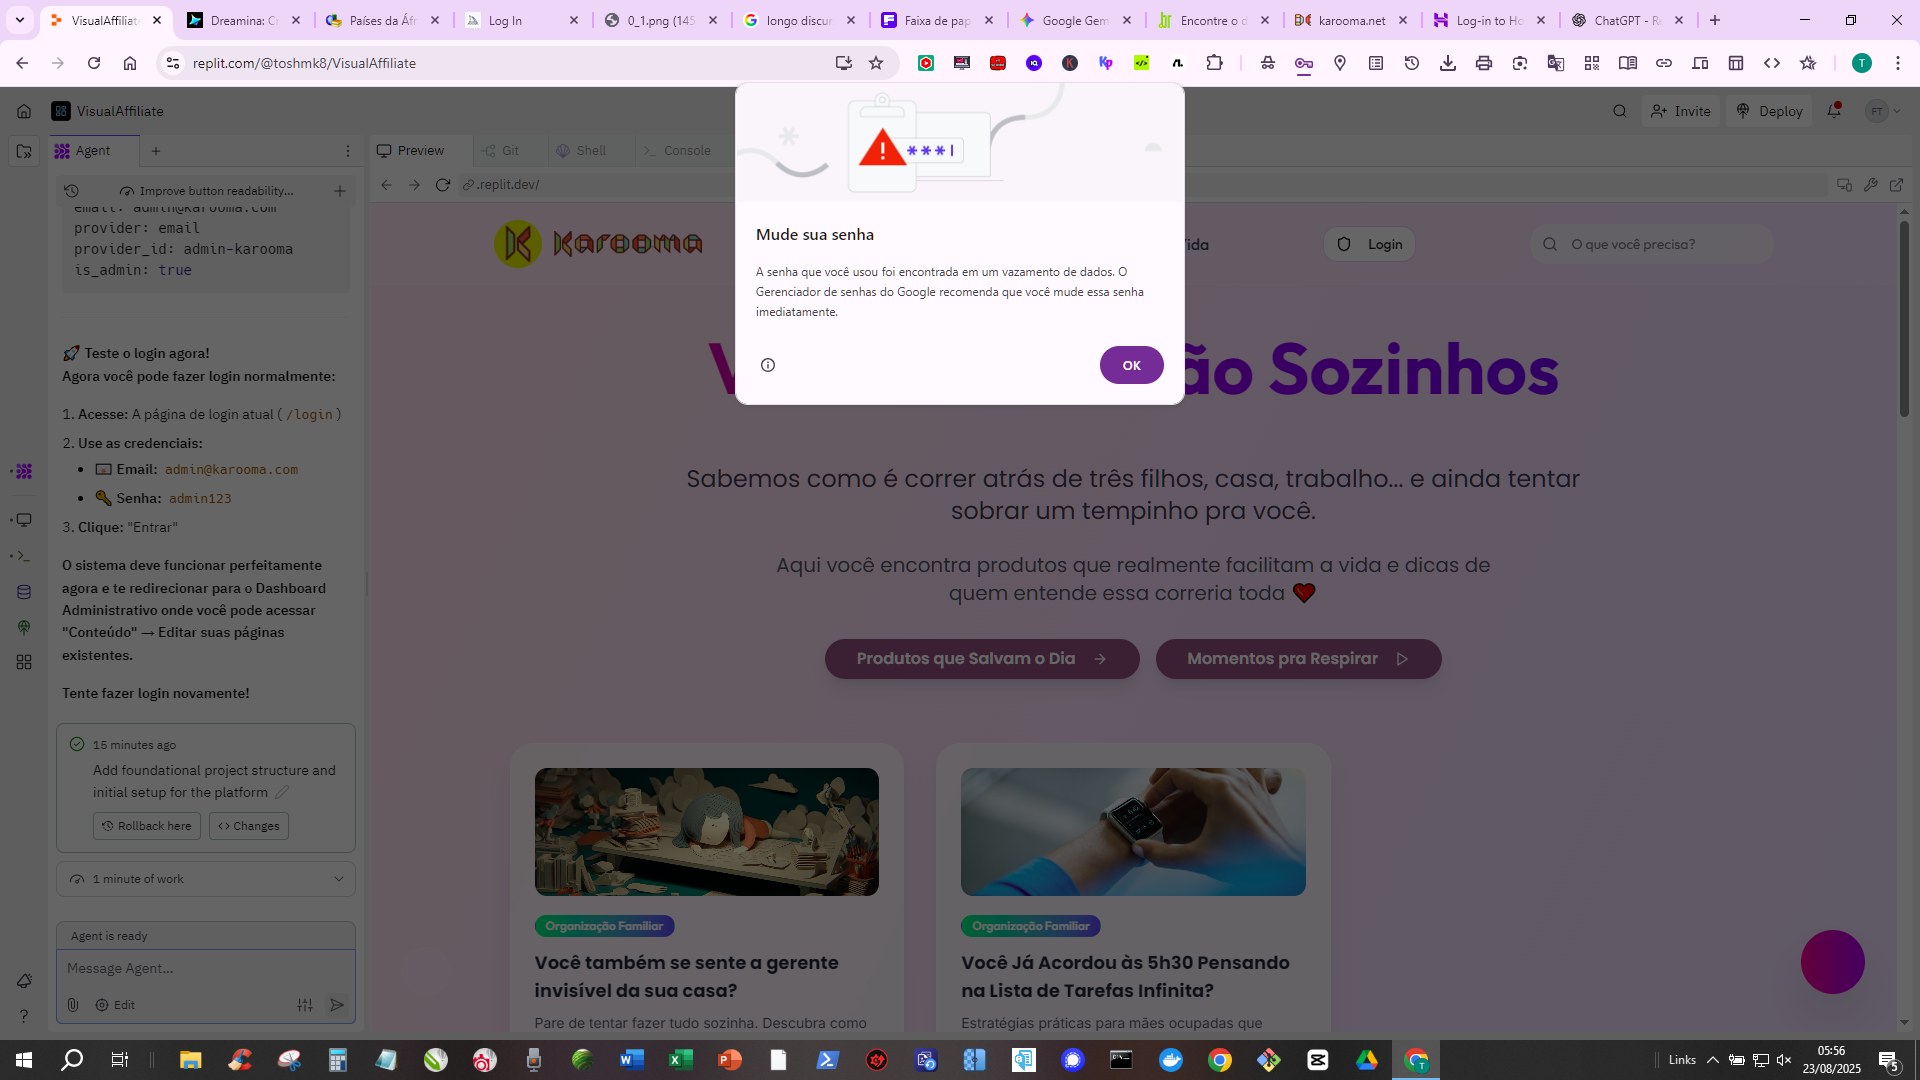 VisualAffiliat
Dreamina: C
Países da Áfr
Log In
0_1.png (145
longo discur
Faixa de pap
Google Gem
Encontre o d
karooma.net
Log-in to Ho
ChatGPT - R
replit.com/@toshmk8/VisualAffiliate
T
VisualAffiliate
Invite
Deploy
FT
Agent
Preview
Git
Shell
Console
Improve button readability...
.replit.dev/
email: admin@karooma.com
provider: email
provider_id: admin-karooma
is_admin: true
🚀 Teste o login agora!
Agora você pode fazer login normalmente:
1. Acesse: A página de login atual ( /login )
2. Use as credenciais:
• 📧 Email: admin@karooma.com
• 🔑 Senha: admin123
3. Clique: "Entrar"
O sistema deve funcionar perfeitamente
agora e te redirecionar para o Dashboard
Administrativo onde você pode acessar
"Conteúdo" → Editar suas páginas
existentes.
Tente fazer login novamente!
15 minutes ago
Add foundational project structure and
initial setup for the platform
Rollback here
Changes
1 minute of work
Agent is ready
Message Agent...
Edit
Mude sua senha
A senha que você usou foi encontrada em um vazamento de dados. O
Gerenciador de senhas do Google recomenda que você mude essa senha
imediatamente.
OK
KAROOMA
Vida
Login
O que você precisa?
V
ão Sozinhos
Sabemos como é correr atrás de três filhos, casa, trabalho... e ainda tentar
sobrar um tempinho pra você.
Aqui você encontra produtos que realmente facilitam a vida e dicas de
quem entende essa correria toda ❤️
Produtos que Salvam o Dia →
Momentos pra Respirar
Organização Familiar
Você também se sente a gerente
invisível da sua casa?
Pare de tentar fazer tudo sozinha. Descubra como
Organização Familiar
Você Já Acordou às 5h30 Pensando
na Lista de Tarefas Infinita?
Estratégias práticas para mães ocupadas que
Links
05:56
23/08/2025
5